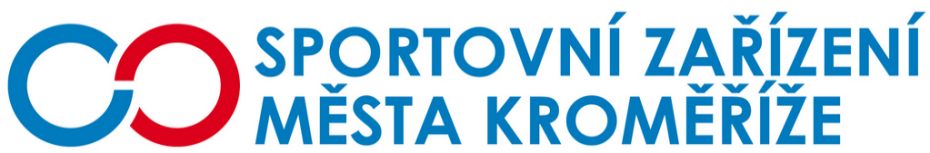 SPORTOVNÍ ZAŘÍZENÍ
MĚSTA KROMĚŘÍŽE